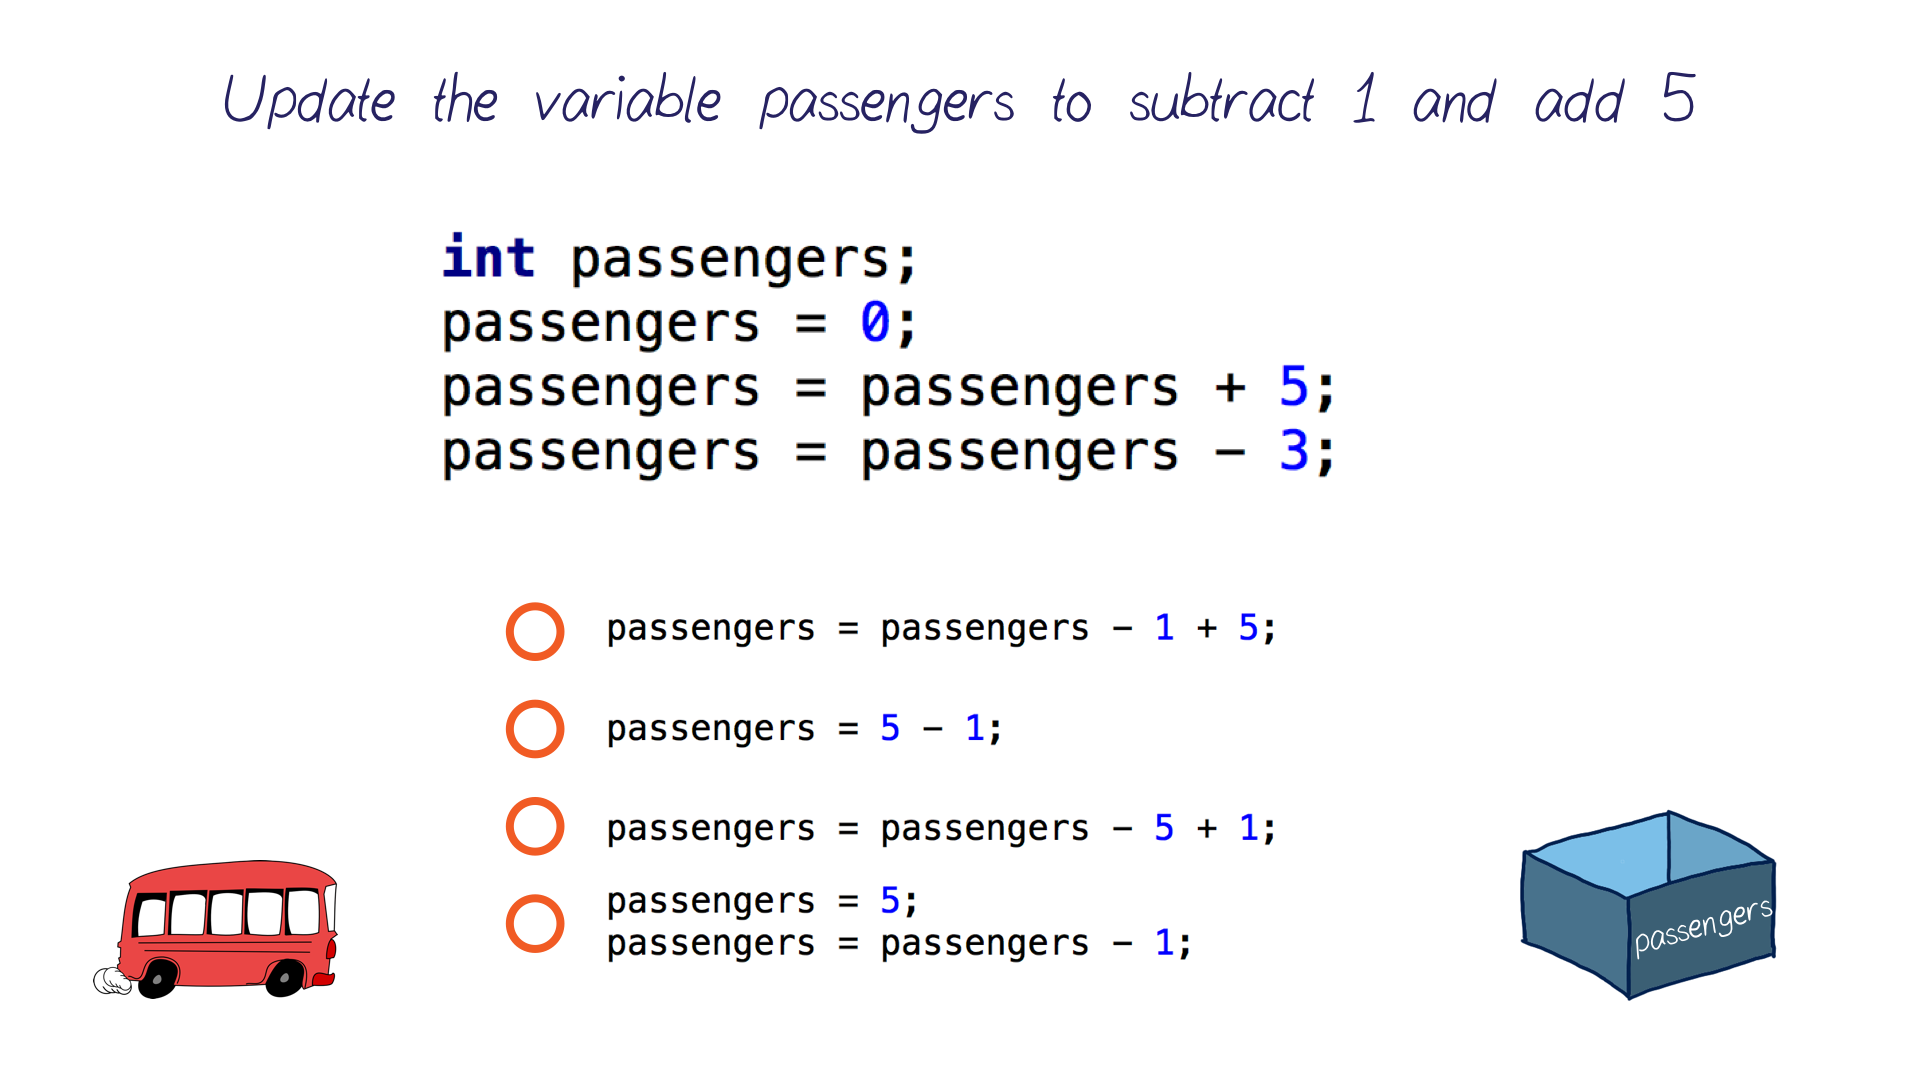 Update the variable passengers to subtract 1 and add 5
int passengers;
passengers = 0;
passengers = passengers + 5;
passengers = passengers − 3;
passengers = passengers − 1 + 5;
passengers = 5 − 1;
passengers = passengers − 5 + 1;
passengers = 5;
passengers = passengers − 1;
passengers